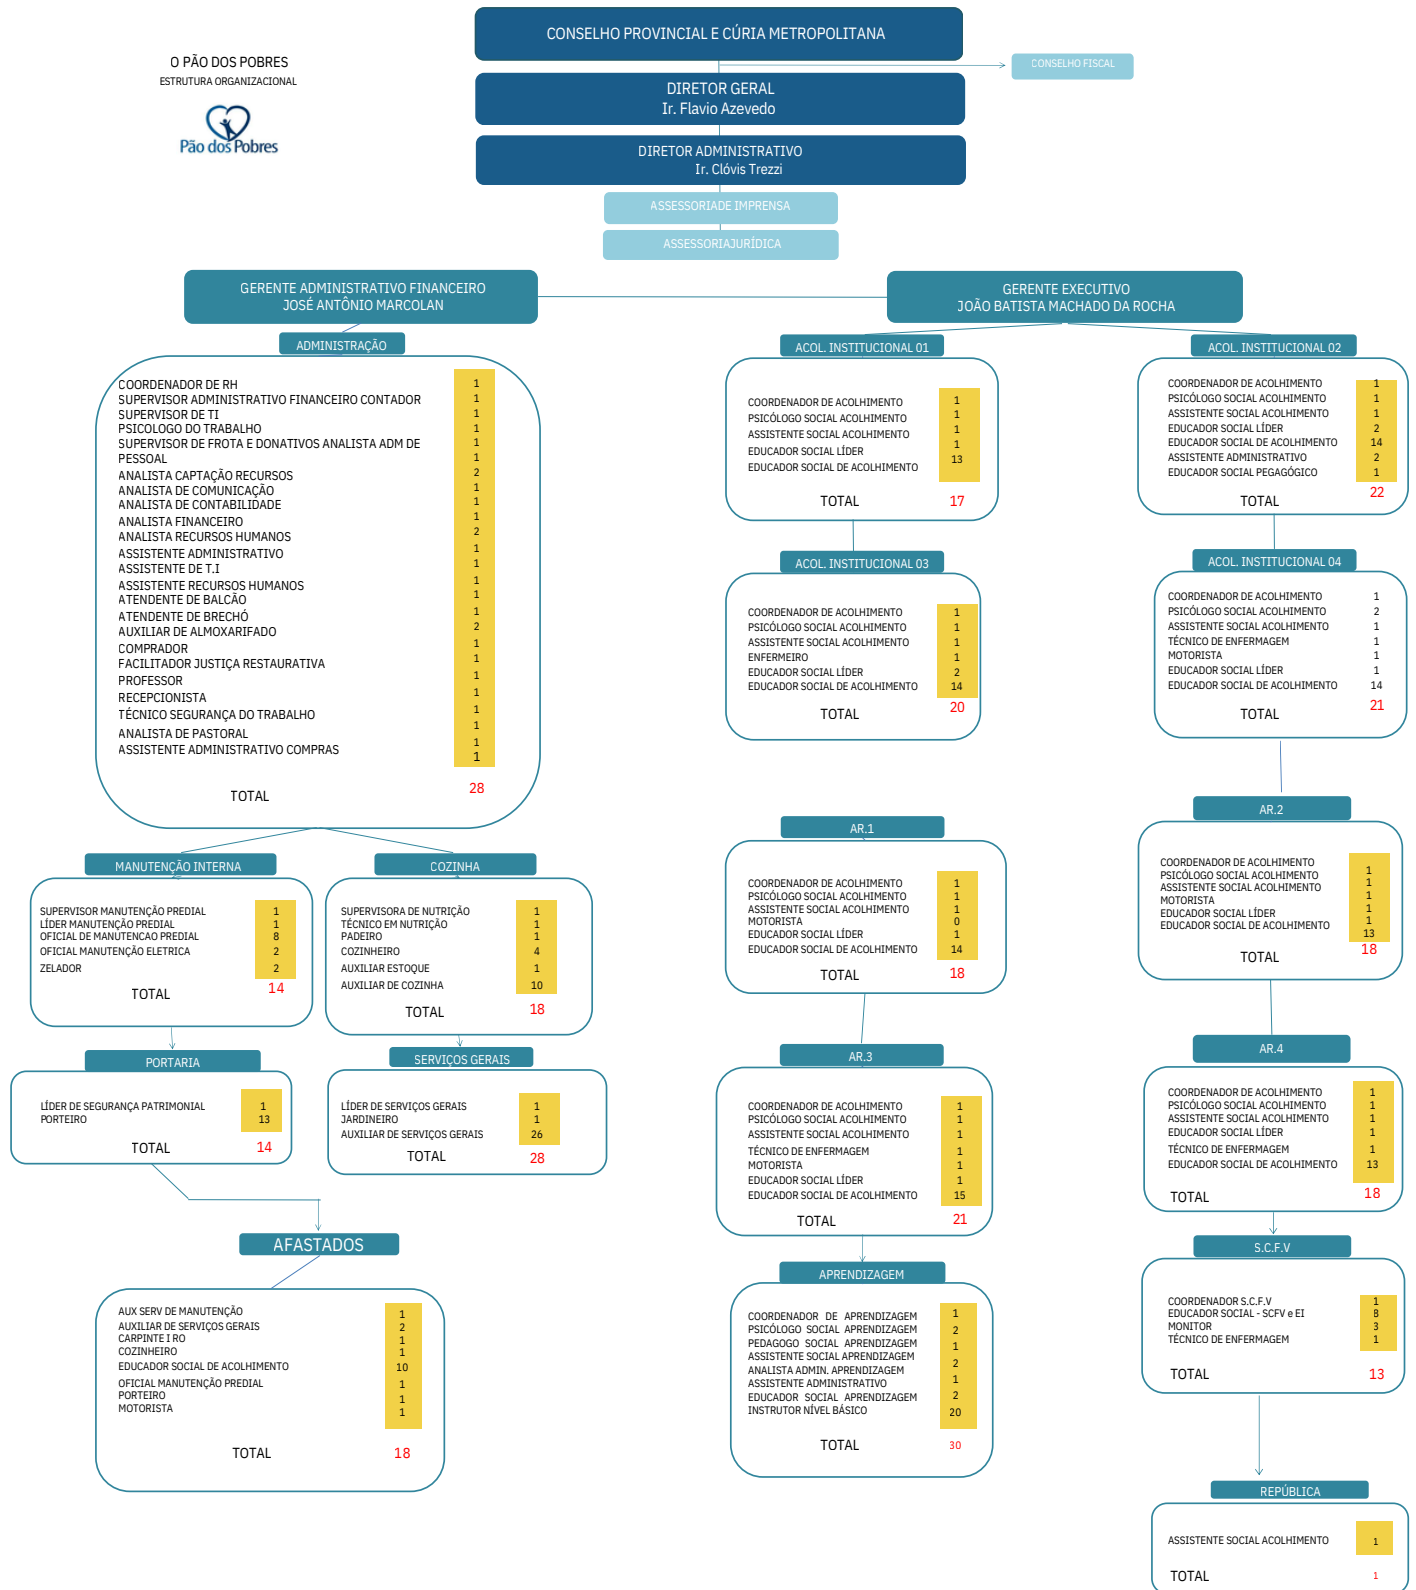 CONSELHO PROVINCIAL E CÚRIA METROPOLITANA
O PÃO DOS POBRES
ESTRUTURA ORGANIZACIONAL
Pão dos Pobres
CONSELHO FISCAL
DIRETOR GERAL
Ir. Flavio Azevedo
DIRETOR ADMINISTRATIVO
Ir. Clóvis Trezzi
ASSESSORIADE IMPRENSA
ASSESSORIAJURÍDICA
GERENTE ADMINISTRATIVO FINANCEIRO
JOSÉ ANTÔNIO MARCOLAN
GERENTE EXECUTIVO
JOÃO BATISTA MACHADO DA ROCHA
ADMINISTRAÇÃO
COORDENADOR DE RH 1
SUPERVISOR ADMINISTRATIVO FINANCEIRO CONTADOR 1
SUPERVISOR DE TI 1
PSICOLOGO DO TRABALHO 1
SUPERVISOR DE FROTA E DONATIVOS ANALISTA ADM DE 1
PESSOAL 1
ANALISTA CAPTAÇÃO RECURSOS 2
ANALISTA DE COMUNICAÇÃO 1
ANALISTA DE CONTABILIDADE 1
ANALISTA FINANCEIRO 1
ANALISTA RECURSOS HUMANOS 2
ASSISTENTE ADMINISTRATIVO 1
ASSISTENTE DE T.I 1
ASSISTENTE RECURSOS HUMANOS 1
ATENDENTE DE BALCÃO 1
ATENDENTE DE BRECHÓ 1
AUXILIAR DE ALMOXARIFADO 2
COMPRADOR 1
FACILITADOR JUSTIÇA RESTAURATIVA 1
PROFESSOR 1
RECEPCIONISTA 1
TÉCNICO SEGURANÇA DO TRABALHO 1
ANALISTA DE PASTORAL 1
ASSISTENTE ADMINISTRATIVO COMPRAS 1
1
TOTAL 28
ACOL. INSTITUCIONAL 01
COORDENADOR DE ACOLHIMENTO 1
PSICÓLOGO SOCIAL ACOLHIMENTO 1
ASSISTENTE SOCIAL ACOLHIMENTO 1
EDUCADOR SOCIAL LÍDER 1
EDUCADOR SOCIAL DE ACOLHIMENTO 13
TOTAL 17
ACOL. INSTITUCIONAL 02
COORDENADOR DE ACOLHIMENTO 1
PSICÓLOGO SOCIAL ACOLHIMENTO 1
ASSISTENTE SOCIAL ACOLHIMENTO 1
EDUCADOR SOCIAL LÍDER 2
EDUCADOR SOCIAL DE ACOLHIMENTO 14
ASSISTENTE ADMINISTRATIVO 2
EDUCADOR SOCIAL PEGAGÓGICO 1
TOTAL 22
ACOL. INSTITUCIONAL 03
COORDENADOR DE ACOLHIMENTO 1
PSICÓLOGO SOCIAL ACOLHIMENTO 1
ASSISTENTE SOCIAL ACOLHIMENTO 1
ENFERMEIRO 1
EDUCADOR SOCIAL LÍDER 2
EDUCADOR SOCIAL DE ACOLHIMENTO 14
TOTAL 20
ACOL. INSTITUCIONAL 04
COORDENADOR DE ACOLHIMENTO 1
PSICÓLOGO SOCIAL ACOLHIMENTO 2
ASSISTENTE SOCIAL ACOLHIMENTO 1
TÉCNICO DE ENFERMAGEM 1
MOTORISTA 1
EDUCADOR SOCIAL LÍDER 1
EDUCADOR SOCIAL DE ACOLHIMENTO 14
TOTAL 21
MANUTENÇÃO INTERNA
SUPERVISOR MANUTENÇÃO PREDIAL 1
LÍDER MANUTENÇÃO PREDIAL 1
OFICIAL DE MANUTENCAO PREDIAL 8
OFICIAL MANUTENÇÃO ELETRICA 2
ZELADOR 2
TOTAL 14
COZINHA
SUPERVISORA DE NUTRIÇÃO 1
TÉCNICO EM NUTRIÇÃO 1
PADEIRO 1
COZINHEIRO 4
AUXILIAR ESTOQUE 1
AUXILIAR DE COZINHA 10
TOTAL 18
AR.1
COORDENADOR DE ACOLHIMENTO 1
PSICÓLOGO SOCIAL ACOLHIMENTO 1
ASSISTENTE SOCIAL ACOLHIMENTO 1
MOTORISTA 0
EDUCADOR SOCIAL LÍDER 1
EDUCADOR SOCIAL DE ACOLHIMENTO 14
TOTAL 18
AR.2
COORDENADOR DE ACOLHIMENTO 1
PSICÓLOGO SOCIAL ACOLHIMENTO 1
ASSISTENTE SOCIAL ACOLHIMENTO 1
MOTORISTA 1
EDUCADOR SOCIAL LÍDER 1
EDUCADOR SOCIAL DE ACOLHIMENTO 13
TOTAL 18
PORTARIA
LÍDER DE SEGURANÇA PATRIMONIAL 1
PORTEIRO 13
TOTAL 14
SERVIÇOS GERAIS
LÍDER DE SERVIÇOS GERAIS 1
JARDINEIRO 1
AUXILIAR DE SERVIÇOS GERAIS 26
TOTAL 28
AR.3
COORDENADOR DE ACOLHIMENTO 1
PSICÓLOGO SOCIAL ACOLHIMENTO 1
ASSISTENTE SOCIAL ACOLHIMENTO 1
TÉCNICO DE ENFERMAGEM 1
MOTORISTA 1
EDUCADOR SOCIAL LÍDER 1
EDUCADOR SOCIAL DE ACOLHIMENTO 15
TOTAL 21
AR.4
COORDENADOR DE ACOLHIMENTO 1
PSICÓLOGO SOCIAL ACOLHIMENTO 1
ASSISTENTE SOCIAL ACOLHIMENTO 1
EDUCADOR SOCIAL LÍDER 1
TÉCNICO DE ENFERMAGEM 1
EDUCADOR SOCIAL DE ACOLHIMENTO 13
TOTAL 18
AFASTADOS
AUX SERV DE MANUTENÇÃO 1
AUXILIAR DE SERVIÇOS GERAIS 2
CARPINTE I RO 1
COZINHEIRO 1
EDUCADOR SOCIAL DE ACOLHIMENTO 10
OFICIAL MANUTENÇÃO PREDIAL 1
PORTEIRO 1
MOTORISTA 1
TOTAL 18
APRENDIZAGEM
COORDENADOR DE APRENDIZAGEM 1
PSICÓLOGO SOCIAL APRENDIZAGEM 2
PEDAGOGO SOCIAL APRENDIZAGEM 1
ASSISTENTE SOCIAL APRENDIZAGEM 2
ANALISTA ADMIN. APRENDIZAGEM 1
ASSISTENTE ADMINISTRATIVO 2
EDUCADOR SOCIAL APRENDIZAGEM 20
INSTRUTOR NÍVEL BÁSICO
TOTAL 30
S.C.F.V
COORDENADOR S.C.F.V 1
EDUCADOR SOCIAL - SCFV e EI 8
MONITOR 3
TÉCNICO DE ENFERMAGEM 1
TOTAL 13
REPÚBLICA
ASSISTENTE SOCIAL ACOLHIMENTO 1
TOTAL 1